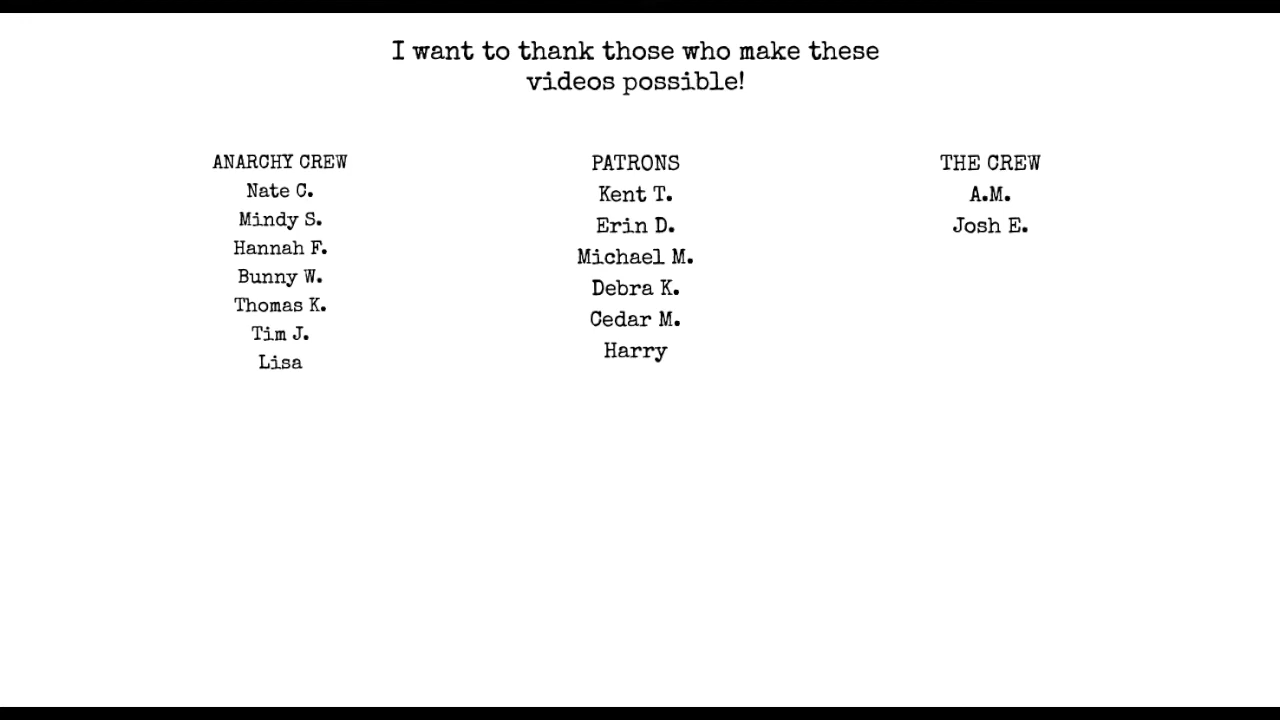 I want to thank those who make these
videos possible!
ANARCHY CREW
Nate C.
Mindy S.
Hannah F.
Bunny W.
Thomas K.
Tim J.
Lisa
PATRONS
Kent T.
Erin D.
Michael M.
Debra K.
Cedar M.
Harry
THE CREW
A.M.
Josh E.